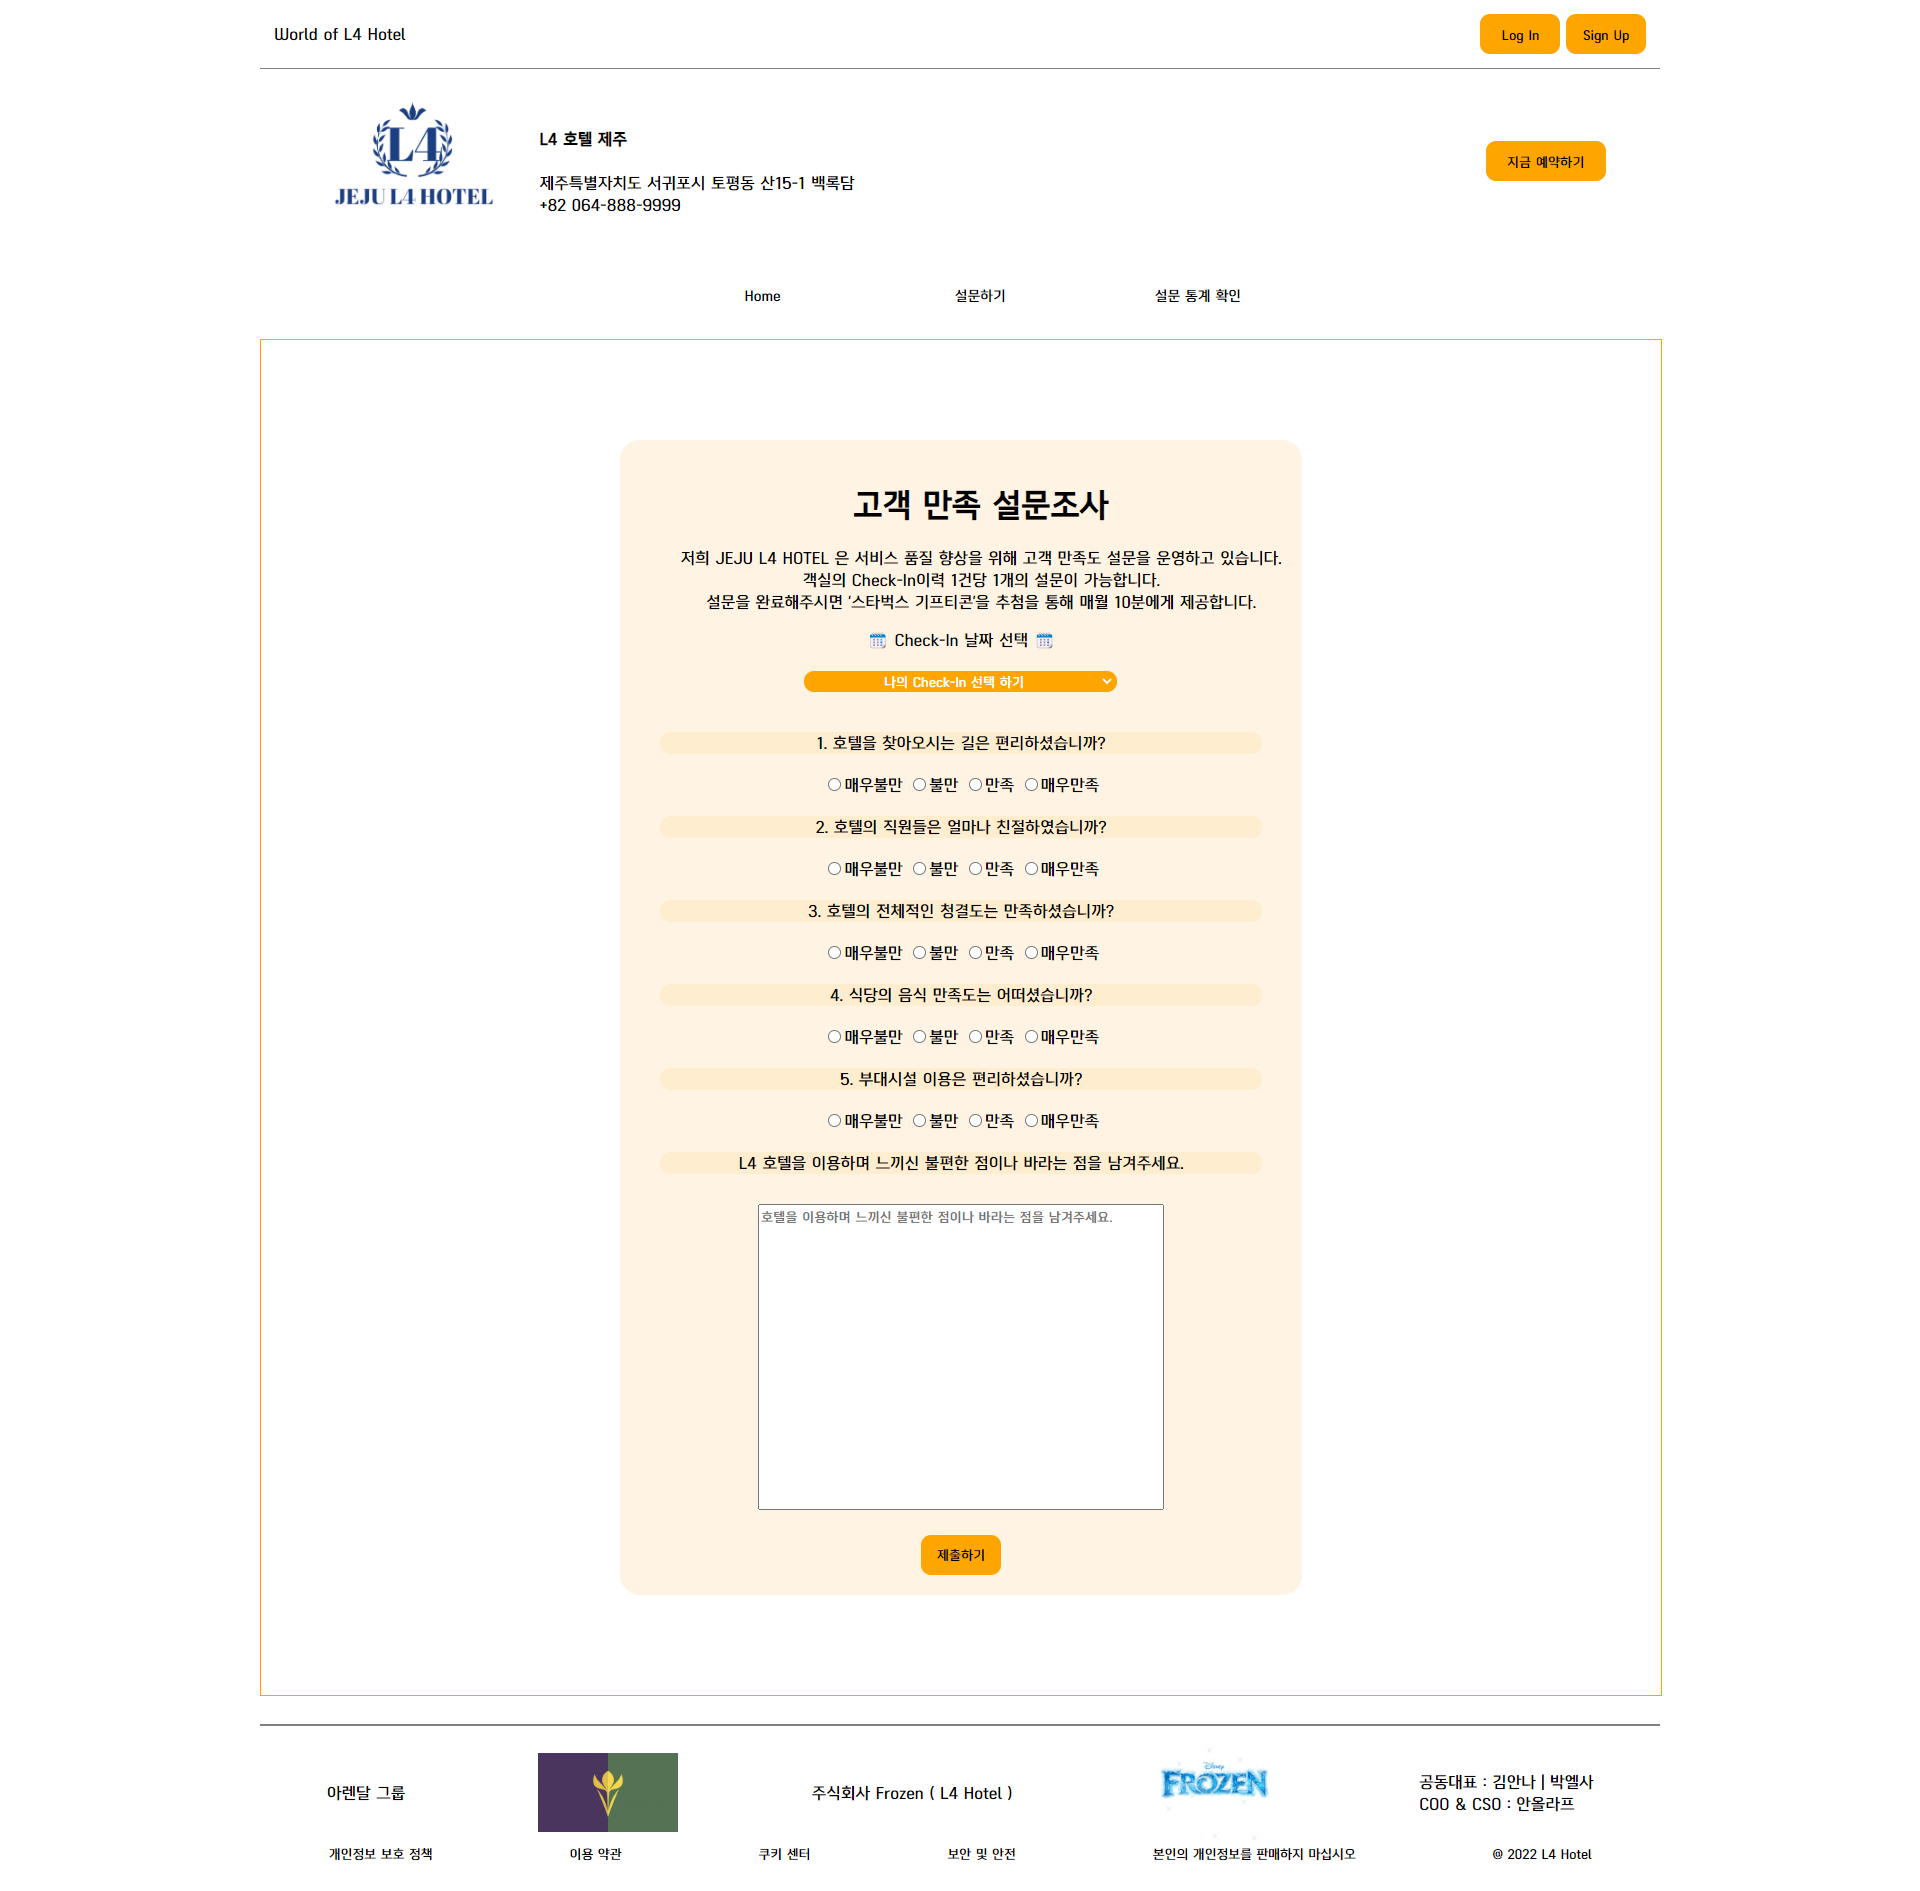 World of L4 Hotel
Log In
Sign Up
L4
JEJU L4 HOTEL
L4 호텔 제주
제주특별자치도 서귀포시 토평동 산15-1 백록담
+82 064-888-9999
지금 예약하기
Home
설문하기
설문 통계 확인
고객 만족 설문조사
저희 JEJU L4 HOTEL 은 서비스 품질 향상을 위해 고객 만족도 설문을 운영하고 있습니다.
객실의 Check-In이력 1건당 1개의 설문이 가능합니다.
설문을 완료해주시면 '스타벅스 기프티콘'을 추첨을 통해 매월 10분에게 제공합니다.
Check-In 날짜 선택
나의 Check-In 선택 하기
1. 호텔을 찾아오시는 길은 편리하셨습니까?
매우불만 불만 만족 매우만족
2. 호텔의 직원들은 얼마나 친절하였습니까?
매우불만 불만 만족 매우만족
3. 호텔의 전체적인 청결도는 만족하셨습니까?
매우불만 불만 만족 매우만족
4. 식당의 음식 만족도는 어떠셨습니까?
매우불만 불만 만족 매우만족
5. 부대시설 이용은 편리하셨습니까?
매우불만 불만 만족 매우만족
L4 호텔을 이용하며 느끼신 불편한 점이나 바라는 점을 남겨주세요.
호텔을 이용하며 느끼신 불편한 점이나 바라는 점을 남겨주세요.
제출하기
아렌달 그룹
주식회사 Frozen ( L4 Hotel )
Disney
FROZEN
공동대표 : 김안나 | 박엘사
COO & CSO : 안올라프
개인정보 보호 정책
이용 약관
쿠키 센터
보안 및 안전
본인의 개인정보를 판매하지 마십시오
@ 2022 L4 Hotel